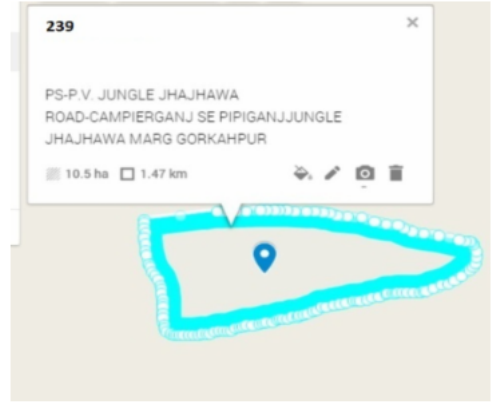 239
PS-P.V. JUNGLE JHAJHAWA
ROAD-CAMPIERGANJ SE PIPIGANJJUNGLE
JHAJHAWA MARG GORKAHPUR
10.5 ha 1.47 km